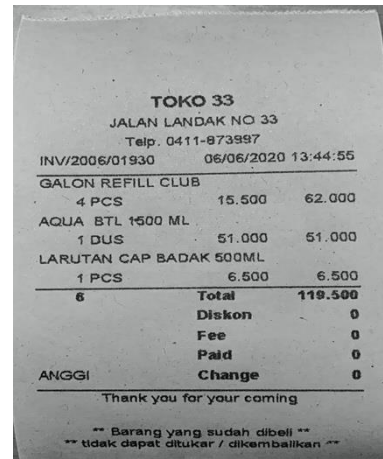 TOKO 33
JALAN LANDAK NO 33
Telp. 0411-873997
INV/2006/01930 06/06/2020 13:44:55
GALON REFILL CLUB
4 PCS 15.500 62.000
AQUA BTL 1500 ML
1 DUS 51.000 51.000
LARUTAN CAP BADAK 500ML
1 PCS 6.500 6.500
6 Total 119.500
Diskon 0
Fee 0
Paid 0
ANGGI Change 0
Thank you for your coming
** Barang yang sudah dibeli **
** tidak dapat ditukar / dikembalikan **